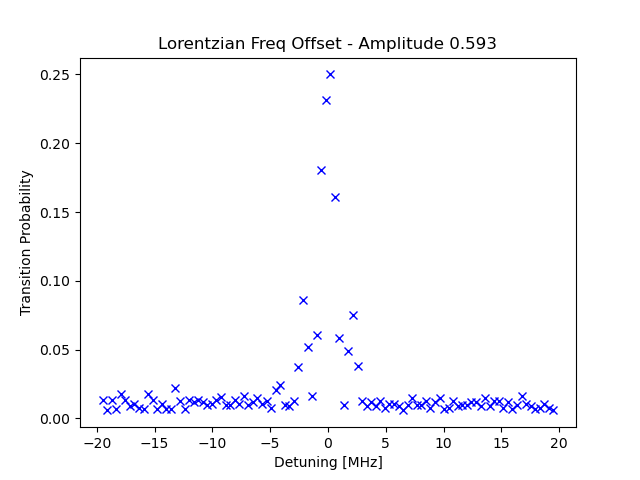 Lorentzian Freq Offset - Amplitude 0.593
0.25
0.20
0.15
0.10
0.05
0.00
Transition Probability
−20 −15 −10 −5 0 5 10 15 20
Detuning [MHz]